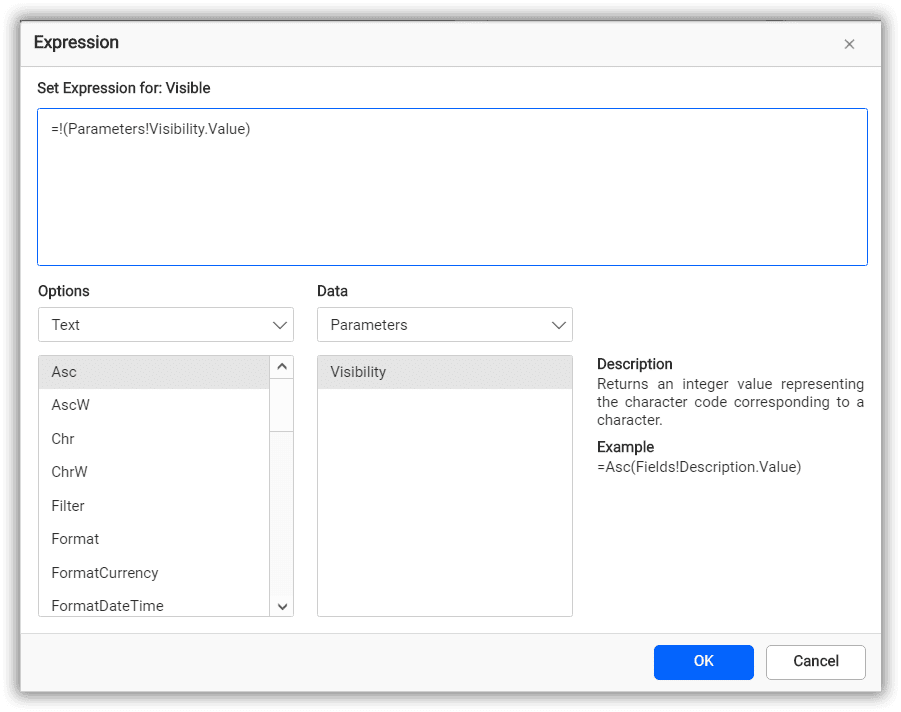 Expression
Set Expression for: Visible
=!(Parameters!Visibility.Value)
Options
Data
Text
Parameters
Asc
AscW
Chr
ChrW
Filter
Format
FormatCurrency
FormatDateTime
Visibility
Description
Returns an integer value representing
the character code corresponding to a
character.
Example
=Asc(Fields!Description.Value)
OK
Cancel